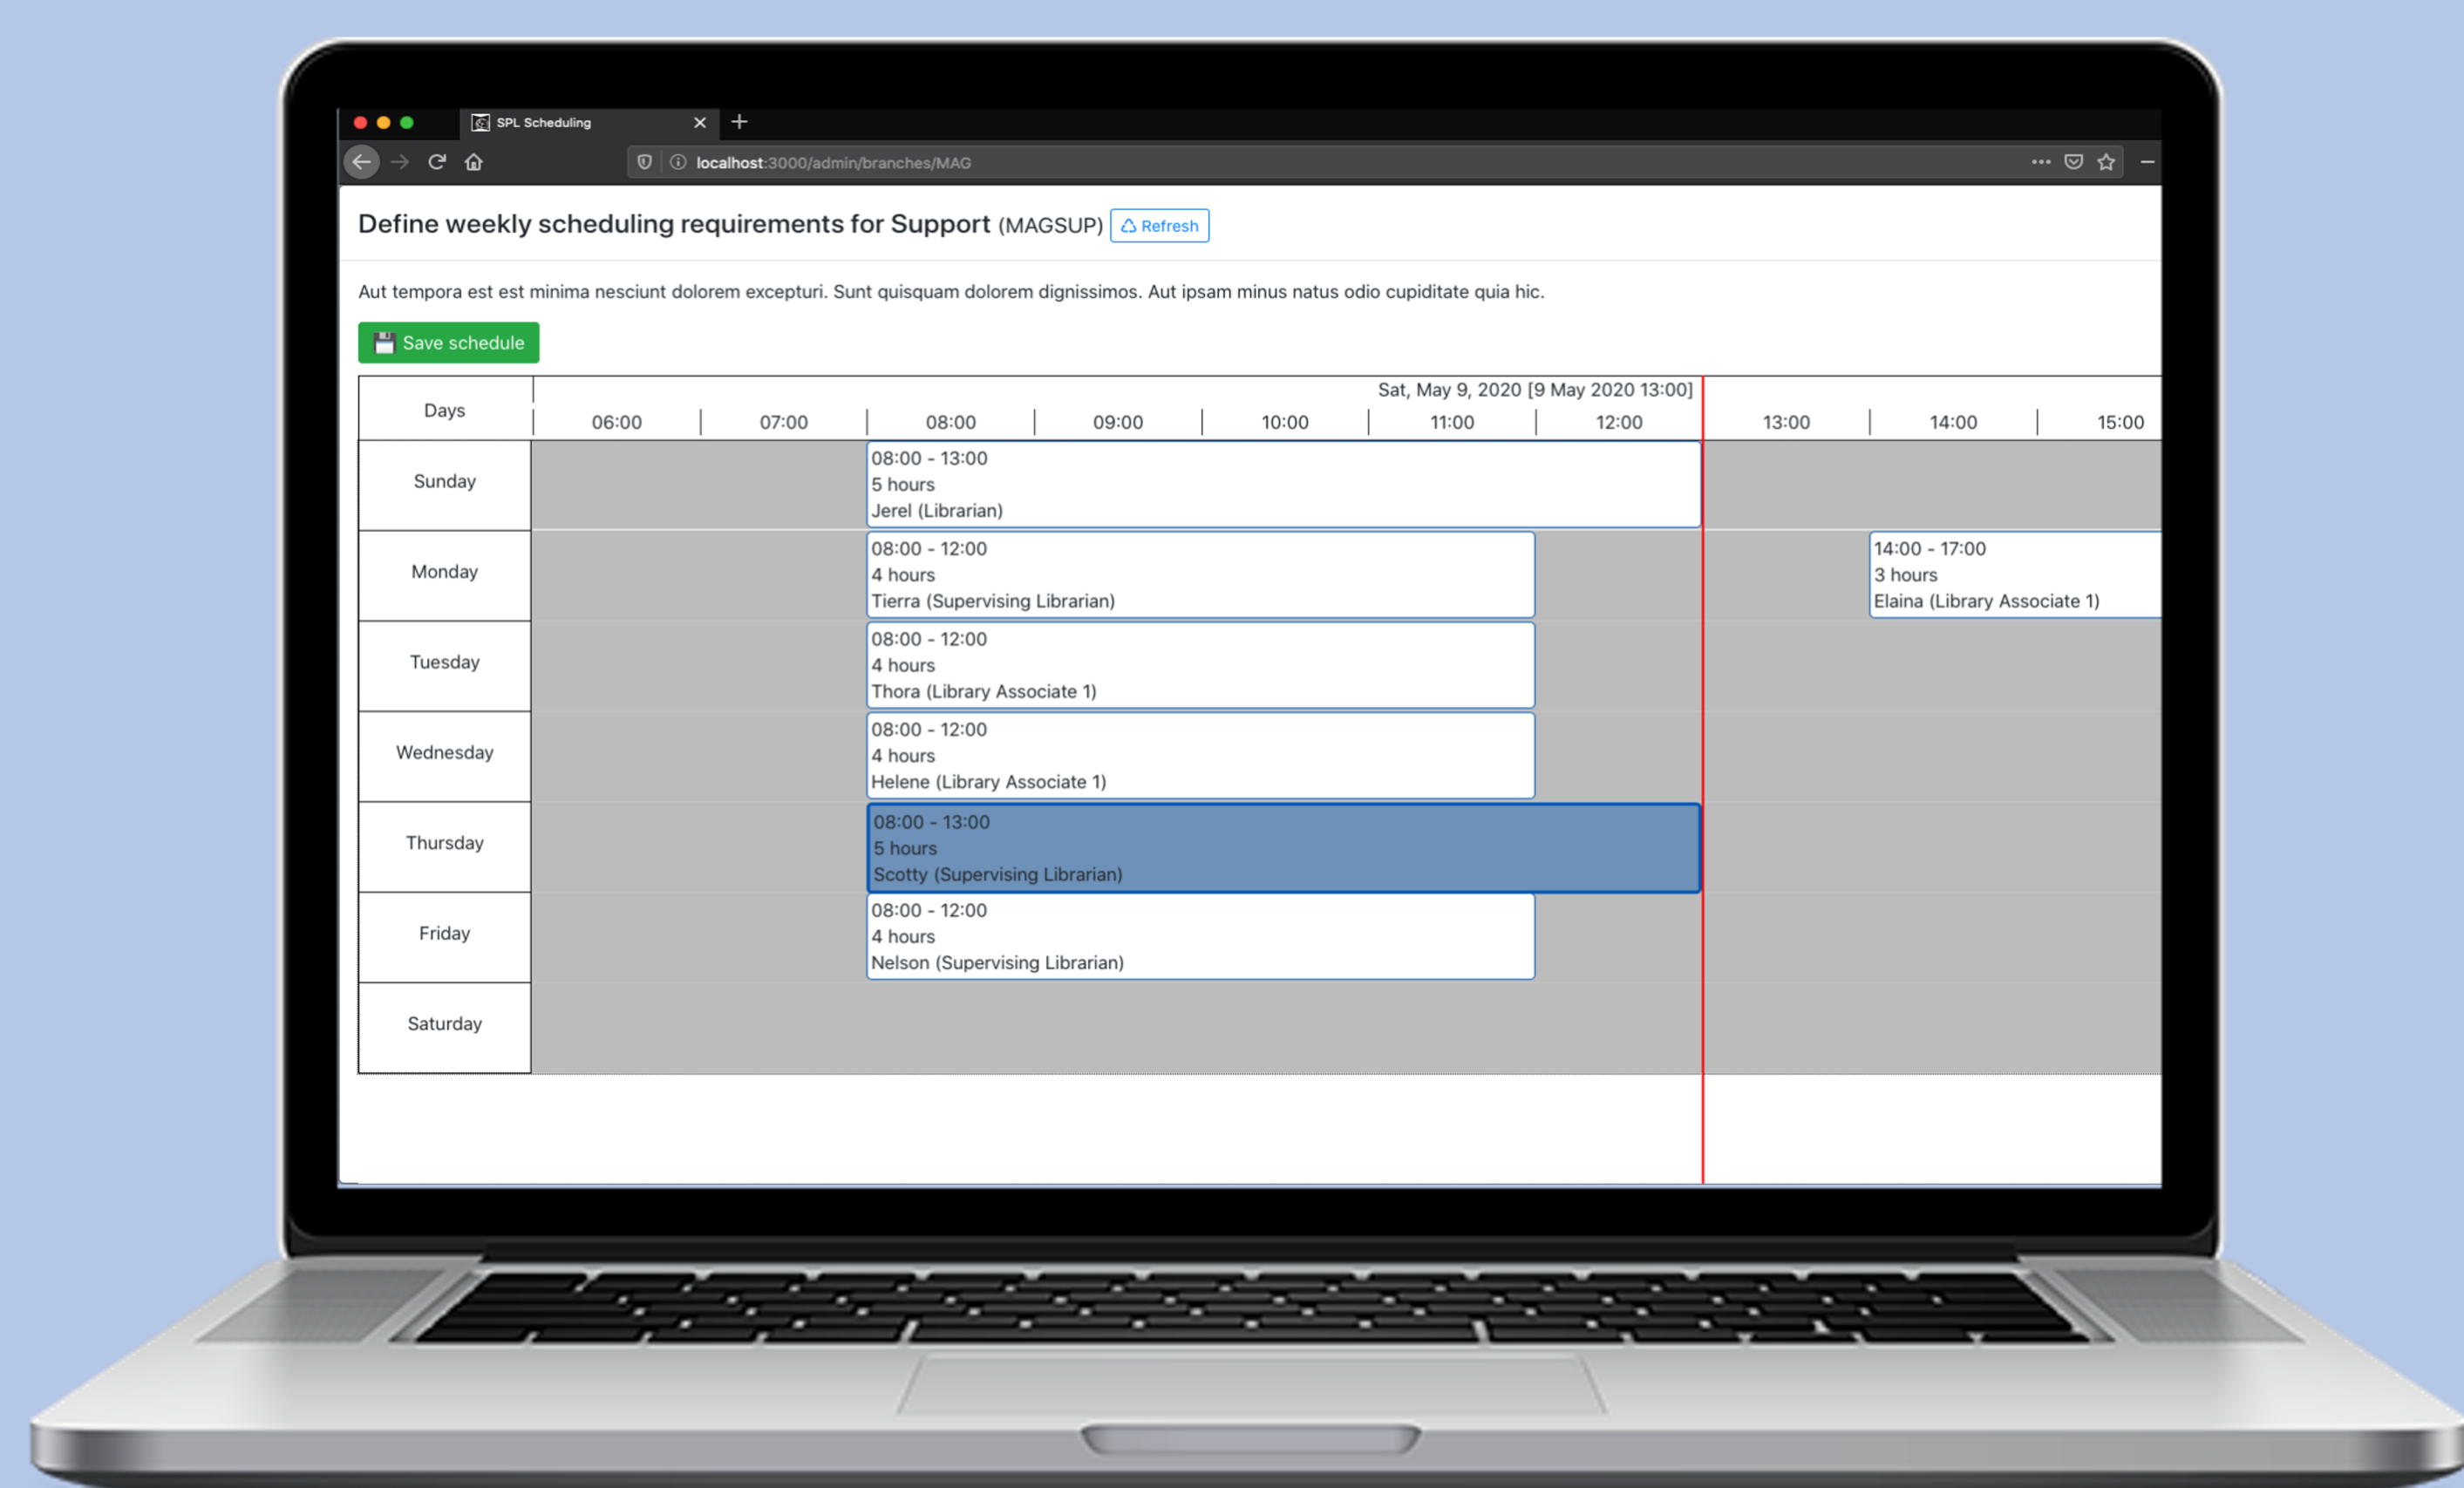 SPL Scheduling
localhost:3000/admin/branches/MAG
Define weekly scheduling requirements for Support (MAGSUP) Refresh
Aut tempora est est minima nesciunt dolorem excepturi. Sunt quisquam dolorem dignissimos. Aut ipsam minus natus odio cupiditate quia hic.
Save schedule
Days
Sat, May 9, 2020 [9 May 2020 13:00]
06:00 07:00 08:00 09:00 10:00 11:00 12:00 13:00 14:00 15:00
Sunday
08:00 - 13:00
5 hours
Jerel (Librarian)
Monday
08:00 - 12:00
4 hours
Tierra (Supervising Librarian)
14:00 - 17:00
3 hours
Elaina (Library Associate 1)
Tuesday
08:00 - 12:00
4 hours
Thora (Library Associate 1)
Wednesday
08:00 - 12:00
4 hours
Helene (Library Associate 1)
Thursday
08:00 - 13:00
5 hours
Scotty (Supervising Librarian)
Friday
08:00 - 12:00
4 hours
Nelson (Supervising Librarian)
Saturday